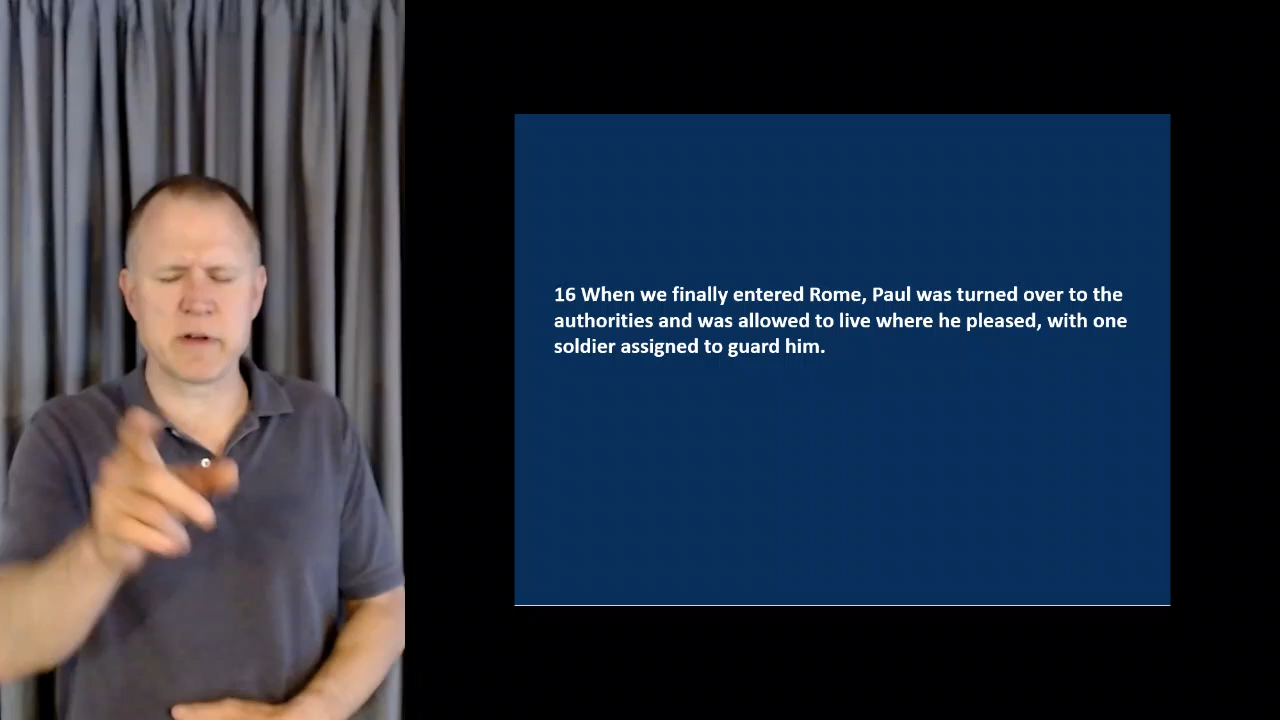 16 When we finally entered Rome, Paul was turned over to the
authorities and was allowed to live where he pleased, with one
soldier assigned to guard him.